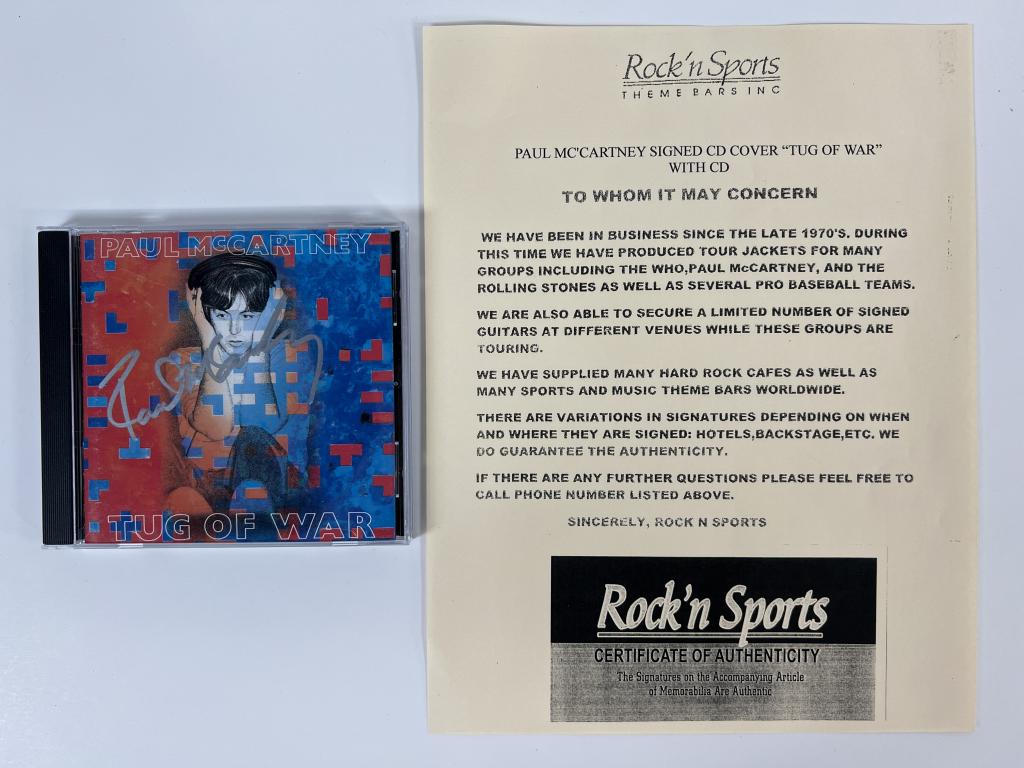 PAUL McCARTNEY
Paul McCartney
TUG OF WAR
Rock'n Sports
THEME BARS INC
PAUL MC'CARTNEY SIGNED CD COVER “TUG OF WAR”
WITH CD
TO WHOM IT MAY CONCERN
WE HAVE BEEN IN BUSINESS SINCE THE LATE 1970'S. DURING
THIS TIME WE HAVE PRODUCED TOUR JACKETS FOR MANY
GROUPS INCLUDING THE WHO,PAUL McCARTNEY, AND THE
ROLLING STONES AS WELL AS SEVERAL PRO BASEBALL TEAMS.
WE ARE ALSO ABLE TO SECURE A LIMITED NUMBER OF SIGNED
GUITARS AT DIFFERENT VENUES WHILE THESE GROUPS ARE
TOURING.
WE HAVE SUPPLIED MANY HARD ROCK CAFES AS WELL AS
MANY SPORTS AND MUSIC THEME BARS WORLDWIDE.
THERE ARE VARIATIONS IN SIGNATURES DEPENDING ON WHEN
AND WHERE THEY ARE SIGNED: HOTELS,BACKSTAGE,ETC. WE
DO GUARANTEE THE AUTHENTICITY.
IF THERE ARE ANY FURTHER QUESTIONS PLEASE FEEL FREE TO
CALL PHONE NUMBER LISTED ABOVE.
SINCERELY, ROCK N SPORTS
Rock'n Sports
CERTIFICATE OF AUTHENTICITY
The Signatures on the Accompanying Article
of Memorabilia Are Authentic